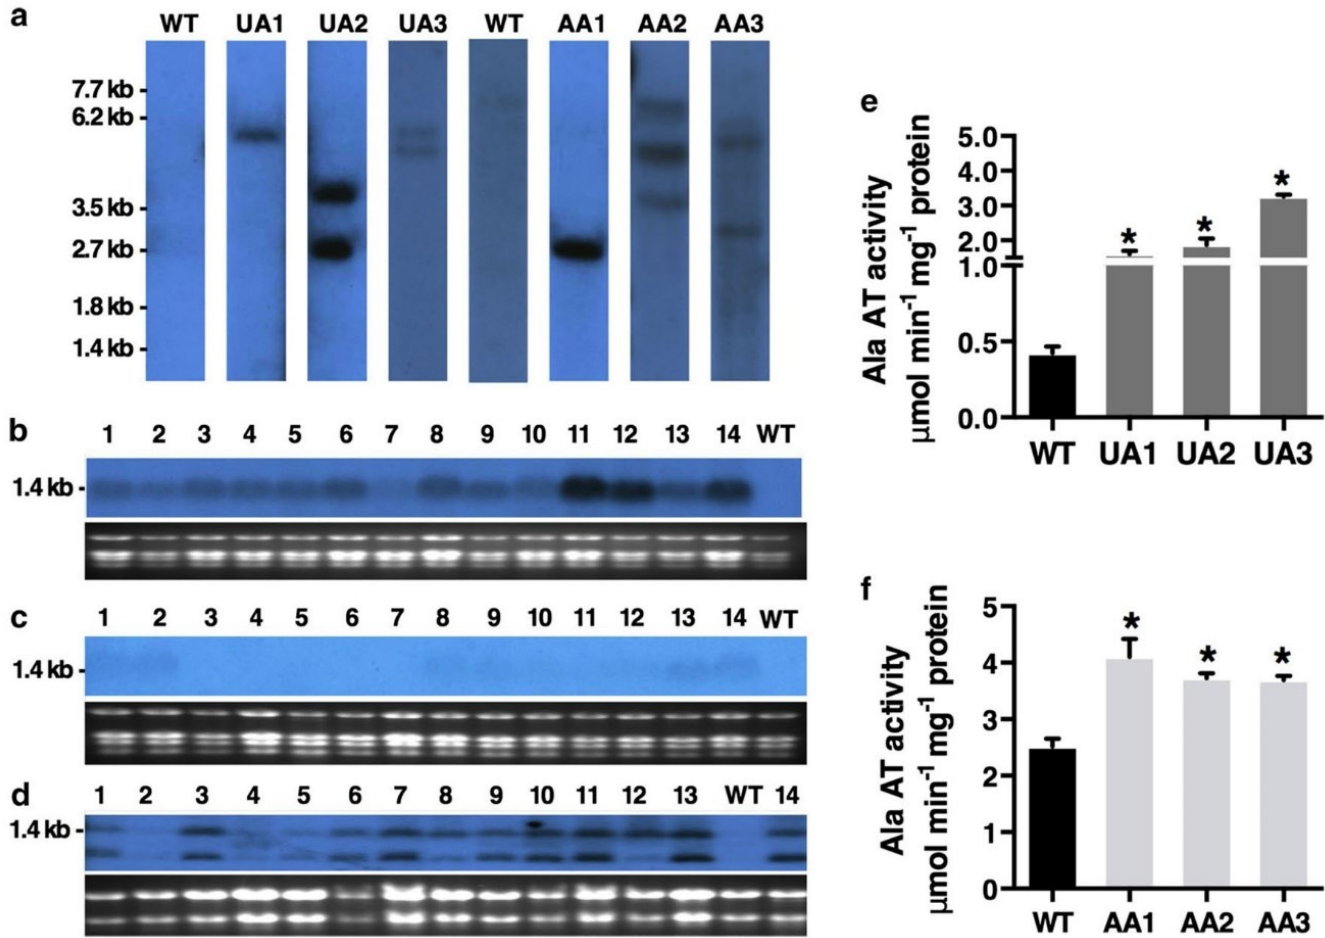 a
WT UA1 UA2 UA3 WT AA1 AA2 AA3
7.7 kb
6.2 kb
3.5 kb
2.7 kb
1.8 kb
1.4 kb
b
1 2 3 4 5 6 7 8 9 10 11 12 13 14 WT
1.4 kb
c
1 2 3 4 5 6 7 8 9 10 11 12 13 14 WT
1.4 kb
d
1 2 3 4 5 6 7 8 9 10 11 12 13 WT 14
1.4 kb
e
Ala AT activity
µmol min⁻¹ mg⁻¹ protein
5.0
4.0
3.0
2.0
1.0
0.5
0.0
* * *
WT UA1 UA2 UA3
f
Ala AT activity
µmol min⁻¹ mg⁻¹ protein
5
4
3
2
1
0
* * *
WT AA1 AA2 AA3